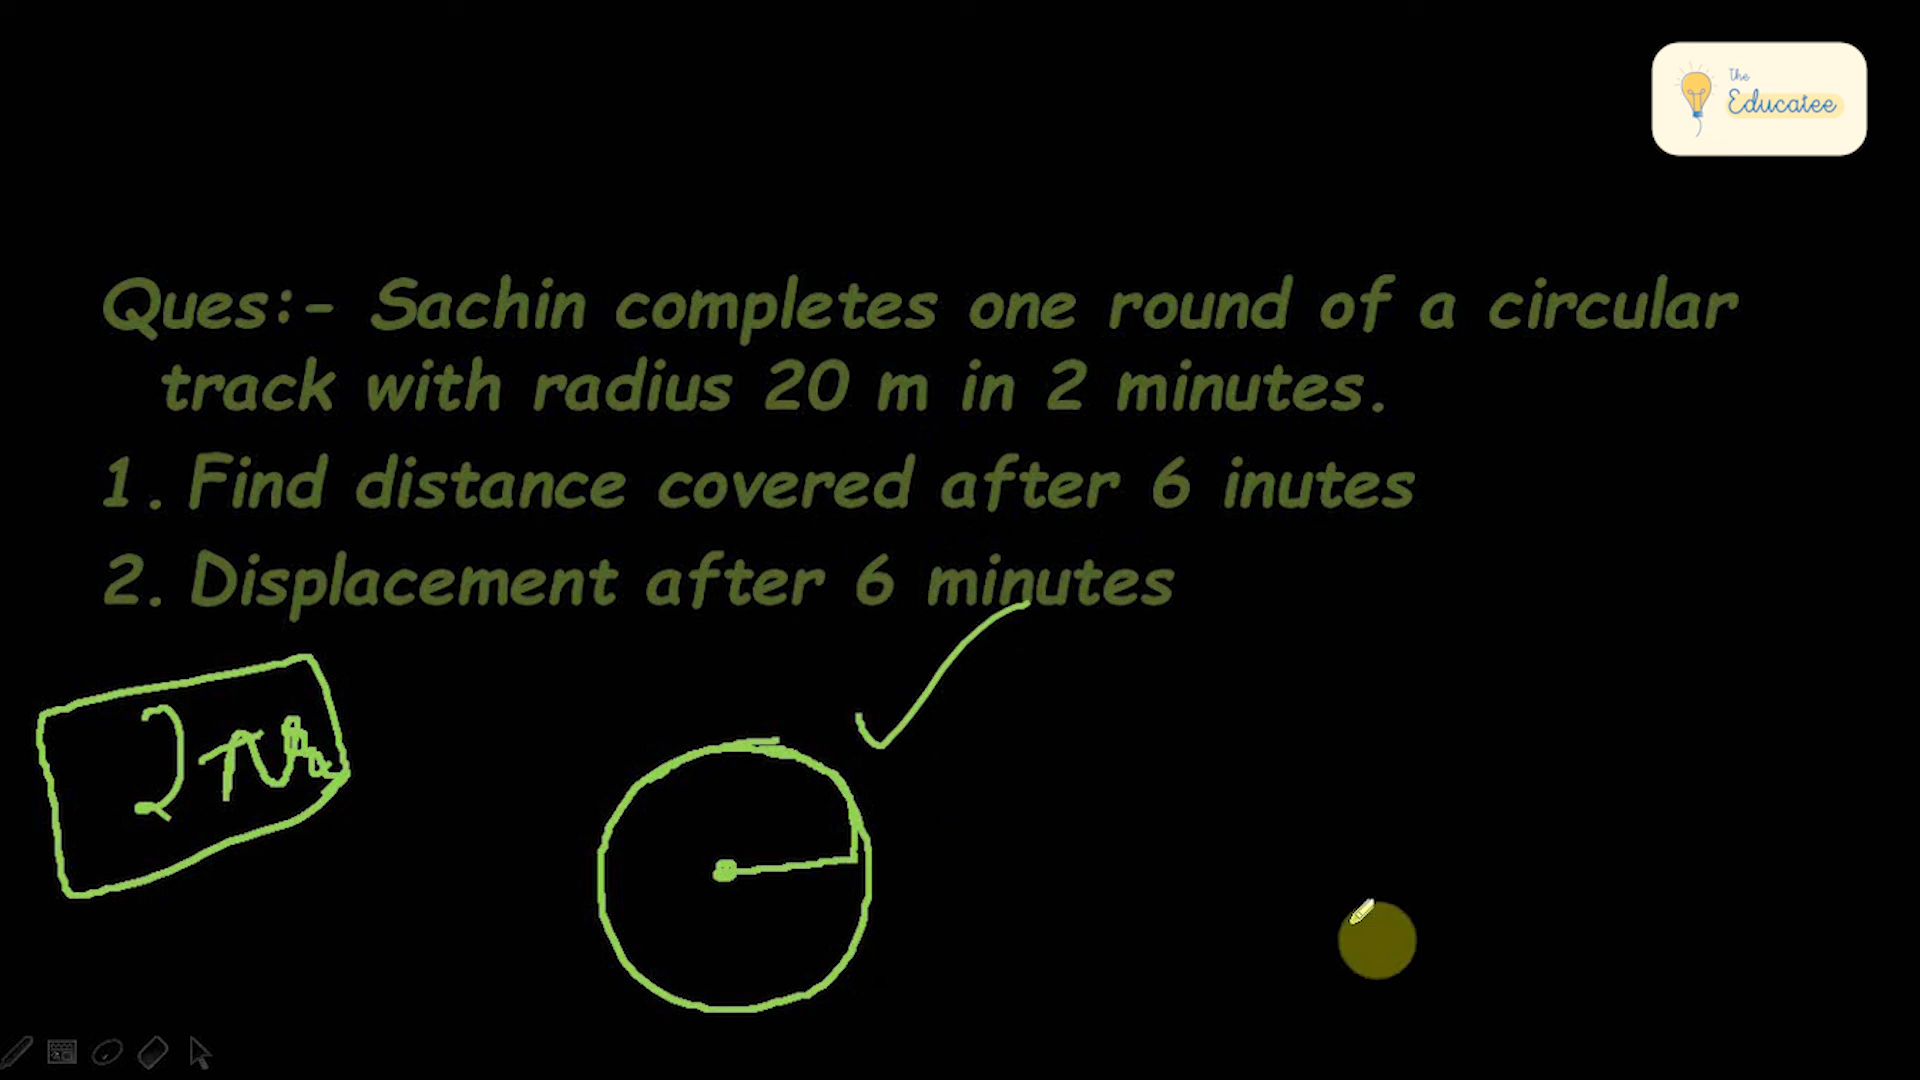 The
Educatee
Ques:- Sachin completes one round of a circular
track with radius 20 m in 2 minutes.
1. Find distance covered after 6 inutes
2. Displacement after 6 minutes
2πr